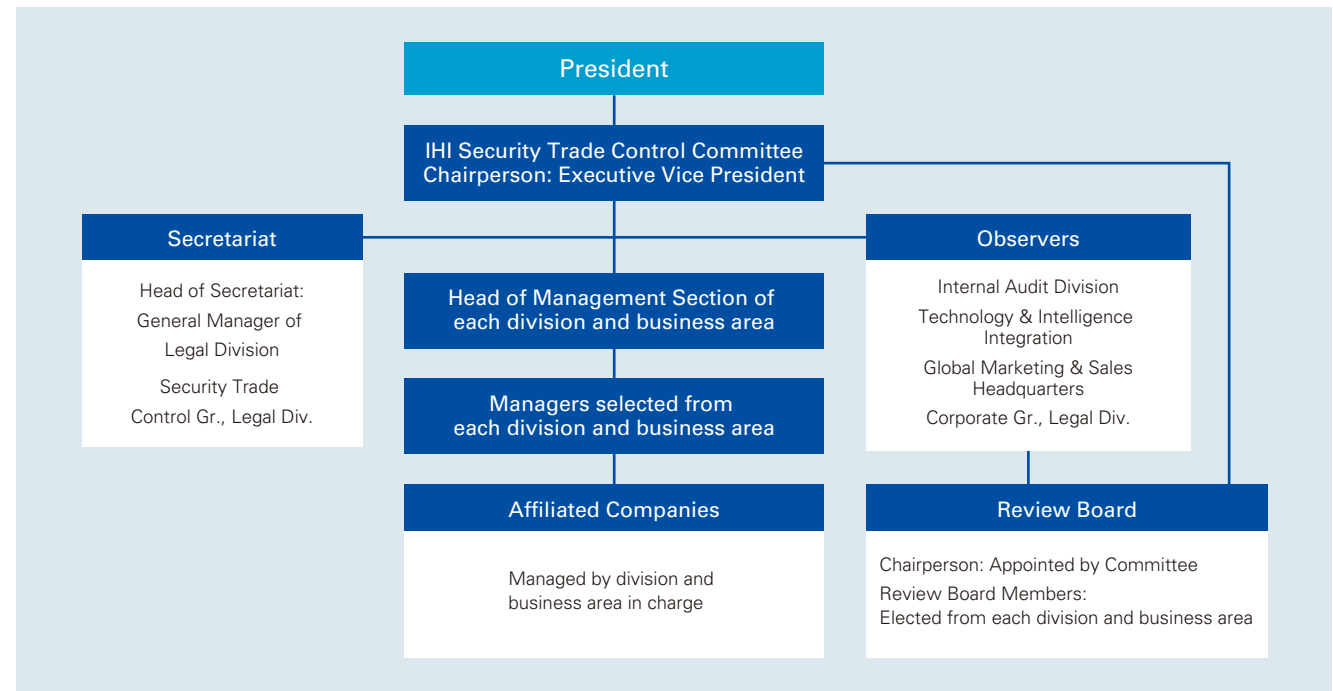 President
IHI Security Trade Control Committee
Chairperson: Executive Vice President
Secretariat
Head of Secretariat:
General Manager of
Legal Division
Security Trade
Control Gr., Legal Div.
Observers
Internal Audit Division
Technology & Intelligence
Integration
Global Marketing & Sales
Headquarters
Corporate Gr., Legal Div.
Head of Management Section of
each division and business area
Managers selected from
each division and business area
Affiliated Companies
Managed by division and
business area in charge
Review Board
Chairperson: Appointed by Committee
Review Board Members:
Elected from each division and business area